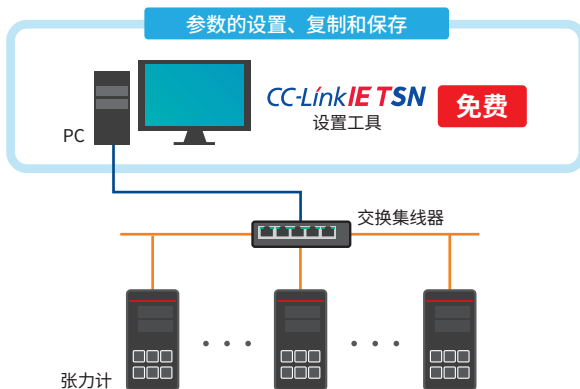 参数的设置、复制和保存
CC-Link IE TSN
设置工具
免费
PC
交换集线器
张力计